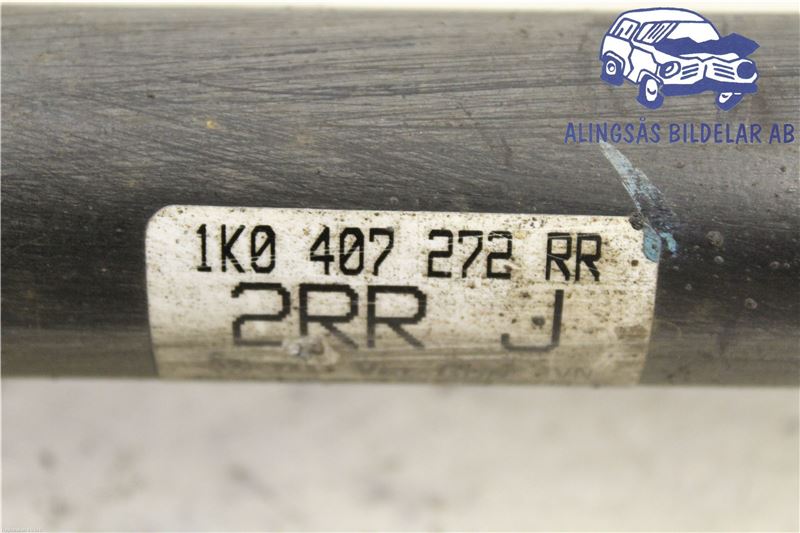 ALINGSÅS BILDELAR AB
1K0 407 272 RR
2RR J